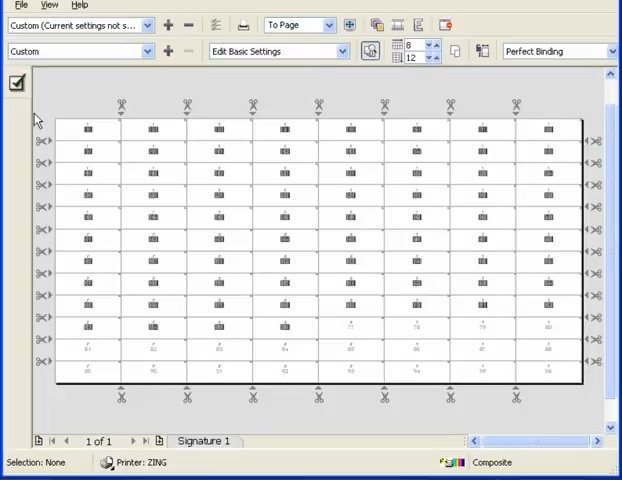 File View Help
Custom (Current settings not s... To Page 8
Custom Edit Basic Settings 12 Perfect Binding
77 78 79 80
81 82 83 84 85 86 87 88
89 90 91 92 93 94 95 96
1 of 1 Signature 1
Selection: None Printer: ZING Composite